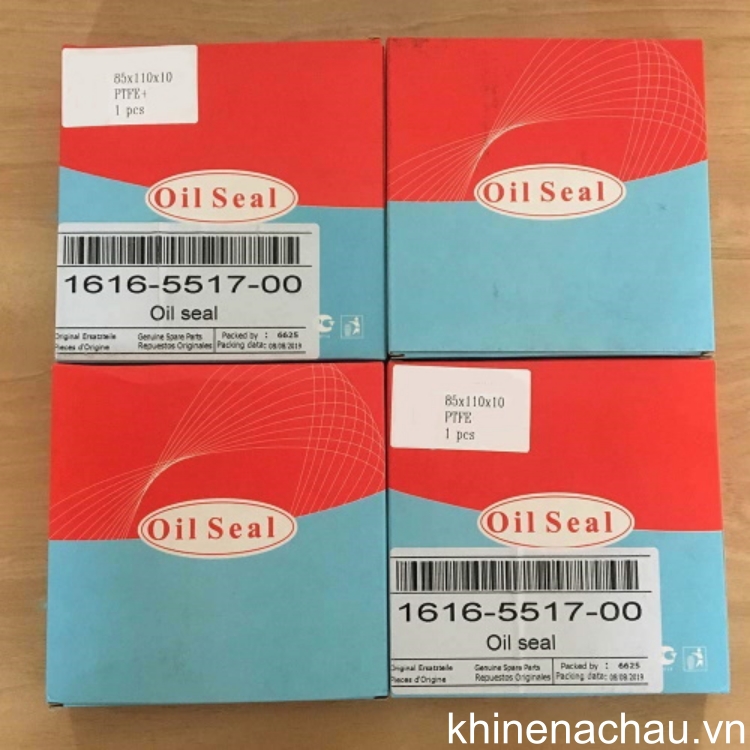 85x110x10
PTFE+
1 pcs
Oil Seal
1616-5517-00
Oil seal
Original Ersatzteile Genuine Spare Parts Packed by : 6625
Pieces d'Origine Repuestos Originales Packing data: 08/08/2019
Oil Seal
Oil Seal
85x110x10
PTFE
1 pcs
Oil Seal
1616-5517-00
Oil seal
Original Ersatzteile Genuine Spare Parts Packed by : 6625
Pieces d'Origine Repuestos Originales Packing data: 08/08/2019
khinenachau.vn